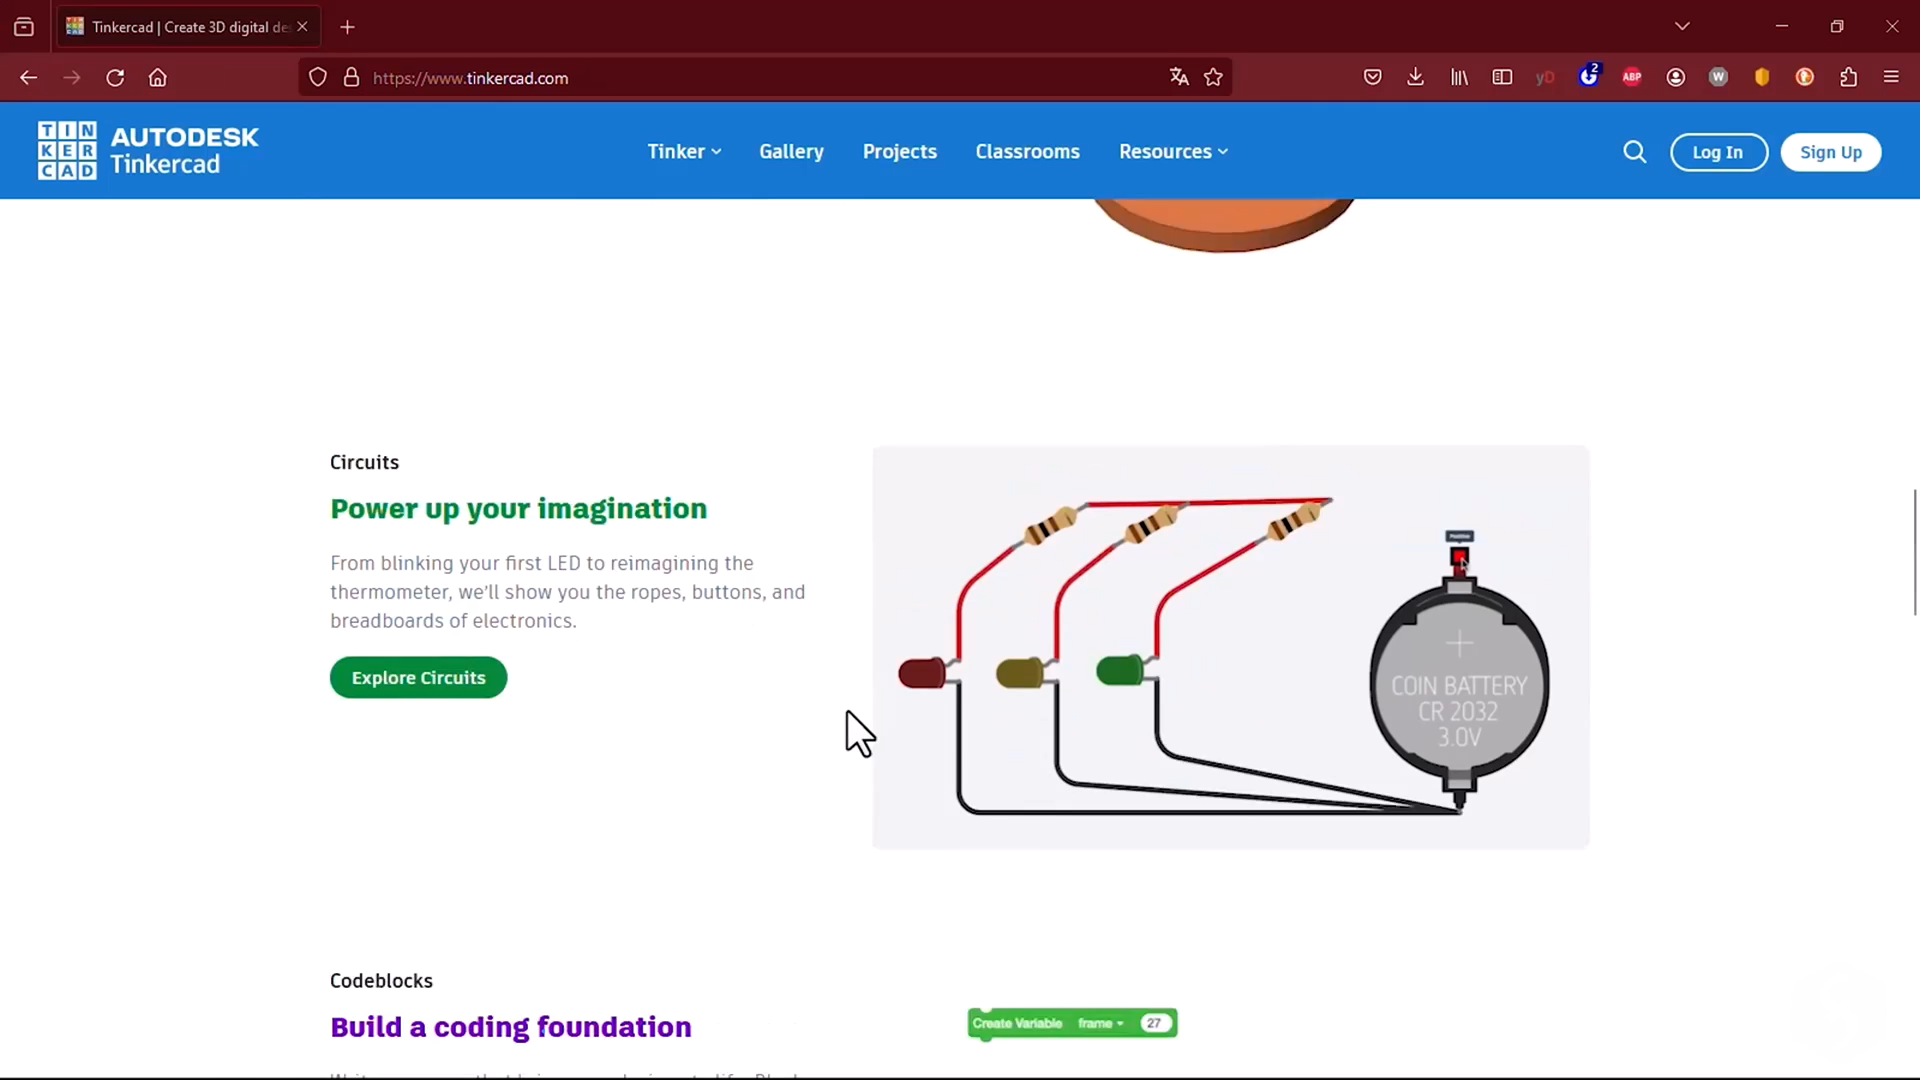 Tinkercad | Create 3D digital de
https://www.tinkercad.com
2
yD
ABP
W
TIN
KER
CAD
AUTODESK
Tinkercad
Tinker
Gallery
Projects
Classrooms
Resources
Log In
Sign Up
Circuits
Power up your imagination
From blinking your first LED to reimagining the
thermometer, we'll show you the ropes, buttons, and
breadboards of electronics.
Explore Circuits
COIN BATTERY
CR 2032
3.0V
Codeblocks
Build a coding foundation
Create Variable frame 27